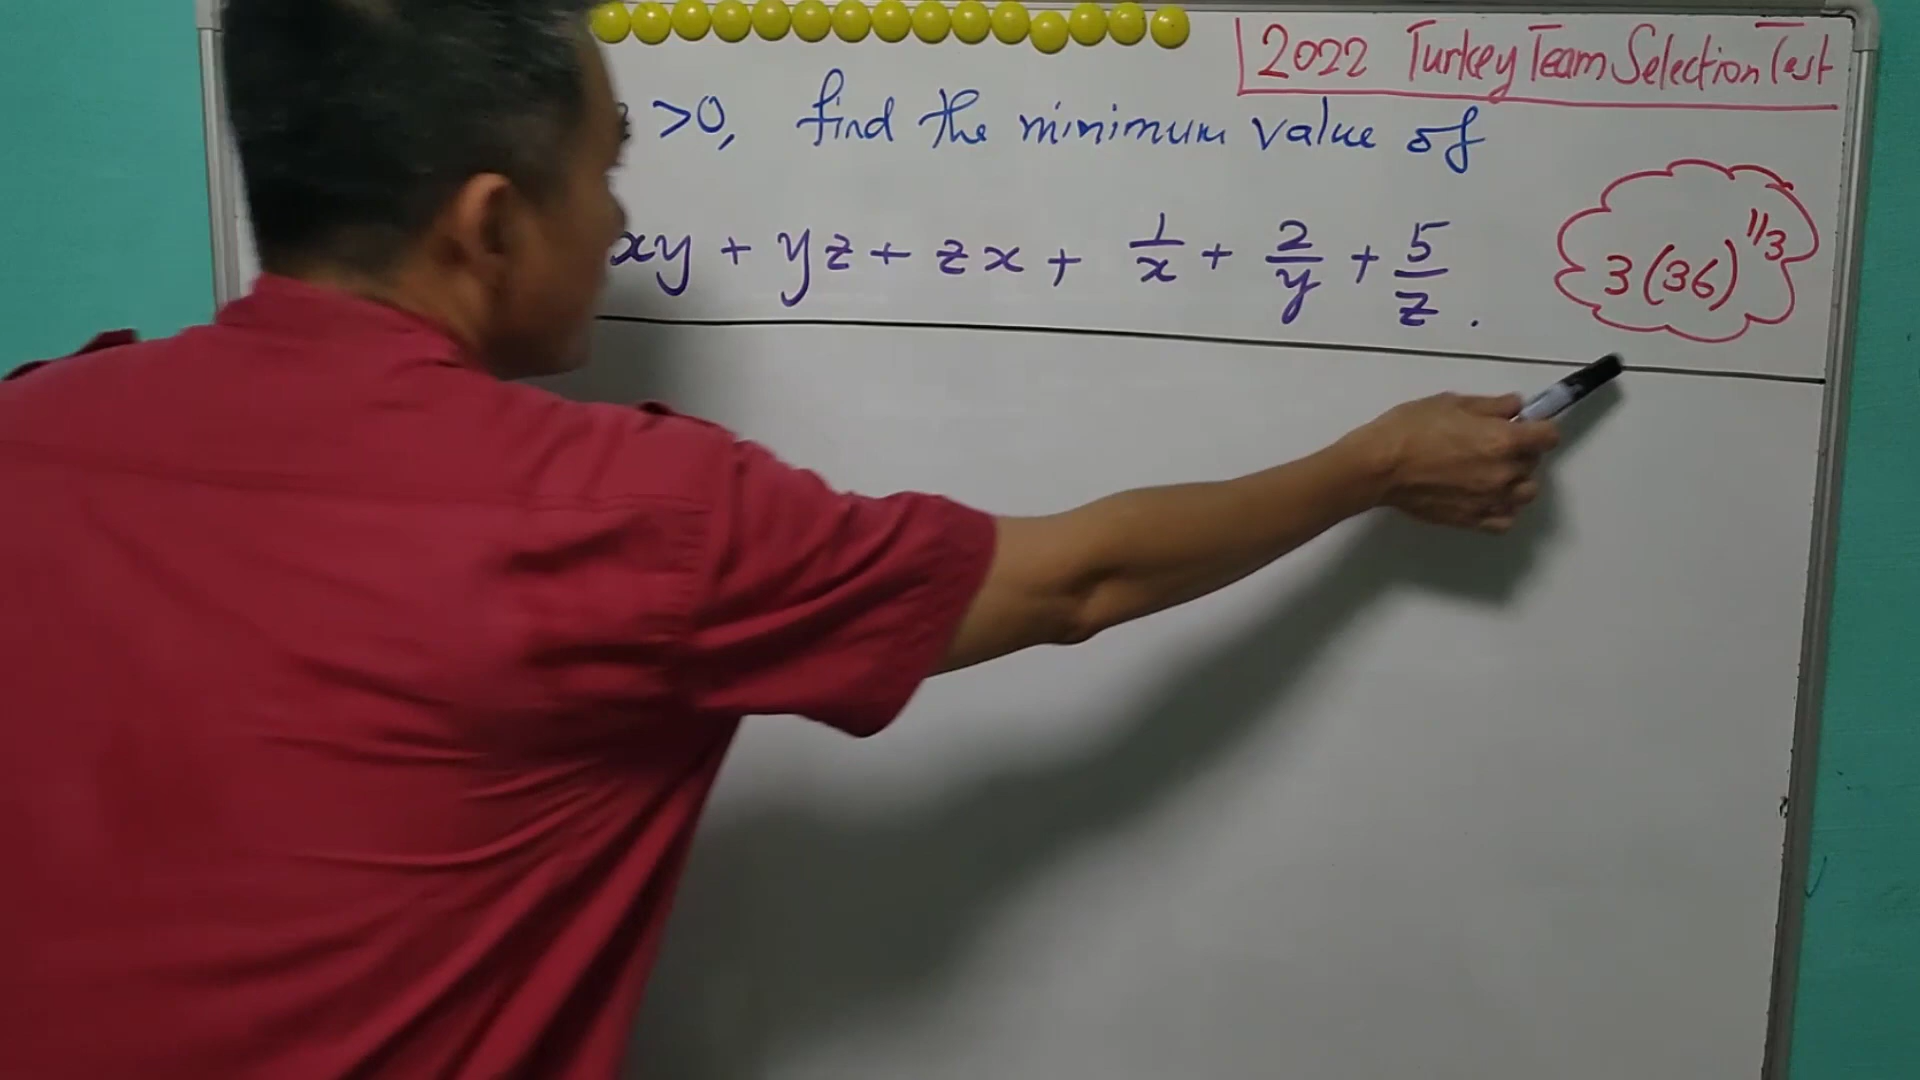 2022 Turkey Team Selection Test
>0, find the minimum value of
xy + yz + zx + 1/x + 2/y + 5/z .
3(36)^1/3